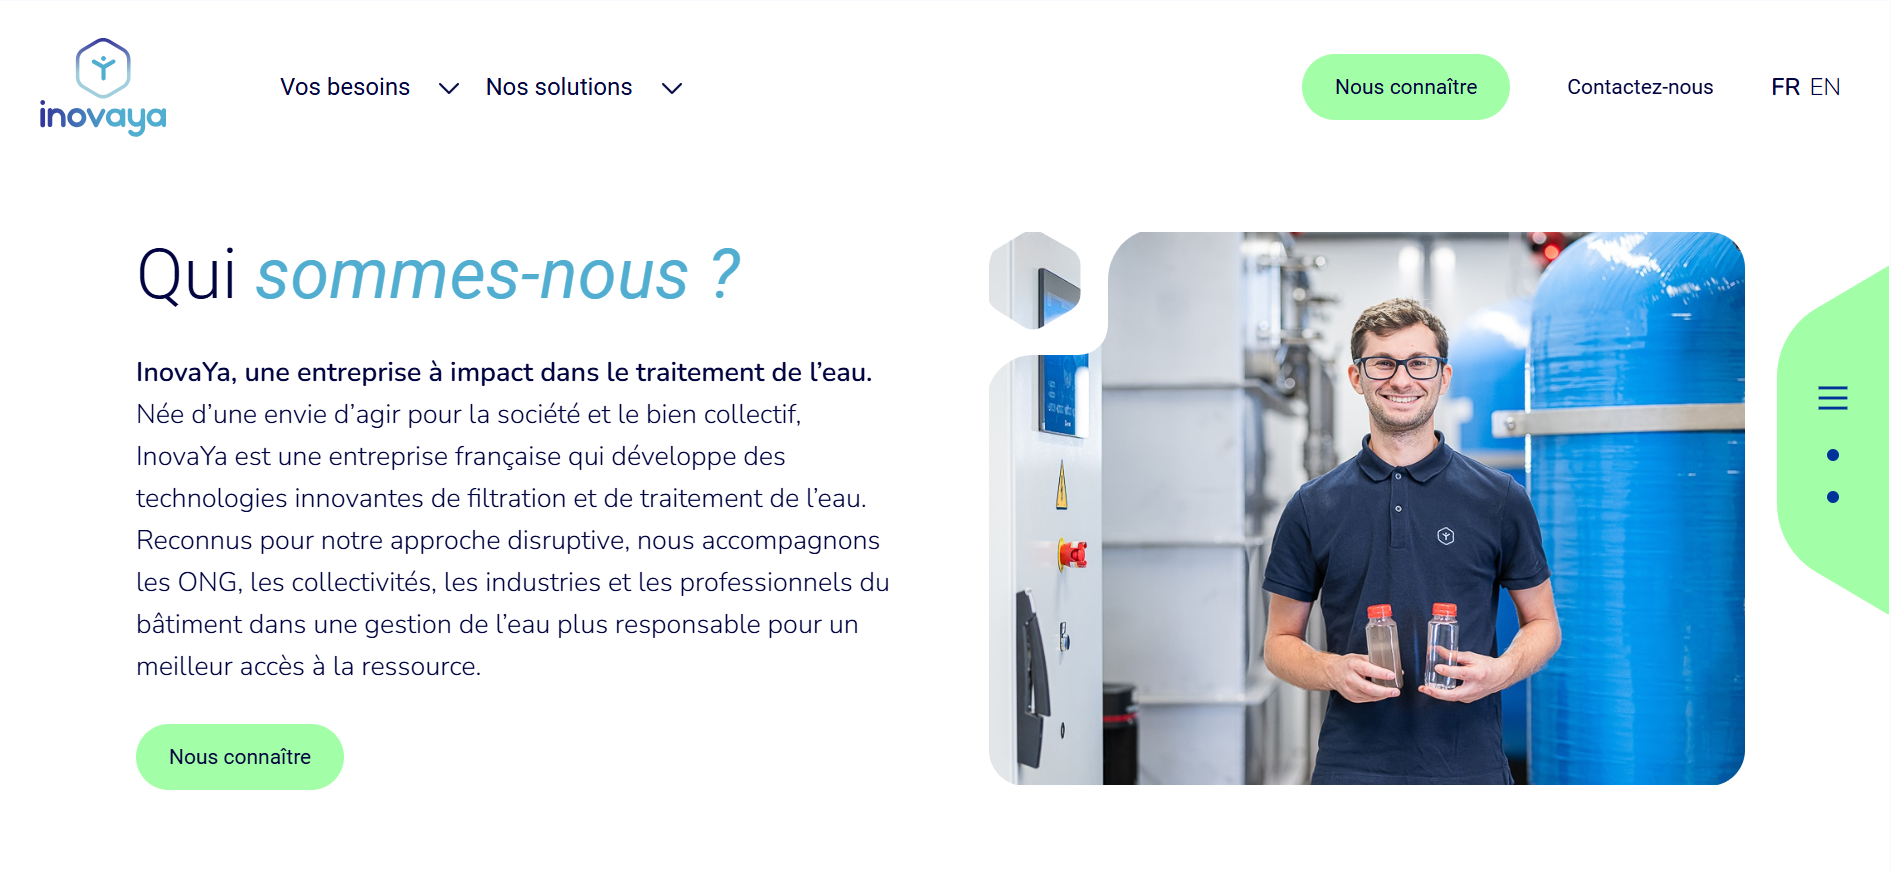 inovaya
Vos besoins
Nos solutions
Nous connaître
Contactez-nous
FR EN
Qui sommes-nous ?
InovaYa, une entreprise à impact dans le traitement de l’eau.
Née d’une envie d’agir pour la société et le bien collectif,
InovaYa est une entreprise française qui développe des
technologies innovantes de filtration et de traitement de l’eau.
Reconnus pour notre approche disruptive, nous accompagnons
les ONG, les collectivités, les industries et les professionnels du
bâtiment dans une gestion de l’eau plus responsable pour un
meilleur accès à la ressource.
Nous connaître